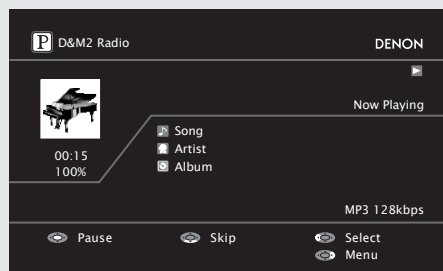 P D&M2 Radio
DENON
Now Playing
Song
Artist
Album
00:15
100%
MP3 128kbps
Pause
Skip
Select
Menu